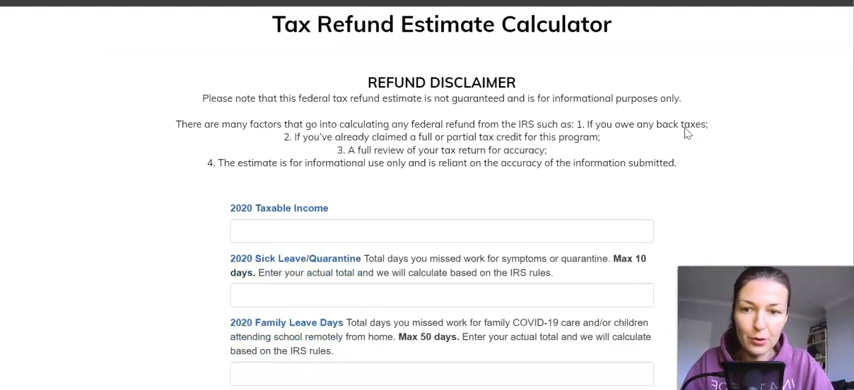 Tax Refund Estimate Calculator
REFUND DISCLAIMER
Please note that this federal tax refund estimate is not guaranteed and is for informational purposes only.
There are many factors that go into calculating any federal refund from the IRS such as: 1. If you owe any back taxes;
2. If you've already claimed a full or partial tax credit for this program;
3. A full review of your tax return for accuracy;
4. The estimate is for informational use only and is reliant on the accuracy of the information submitted.
2020 Taxable Income
2020 Sick Leave/Quarantine Total days you missed work for symptoms or quarantine. Max 10
days. Enter your actual total and we will calculate based on the IRS rules.
2020 Family Leave Days Total days you missed work for family COVID-19 care and/or children
attending school remotely from home. Max 50 days. Enter your actual total and we will calculate
based on the IRS rules.